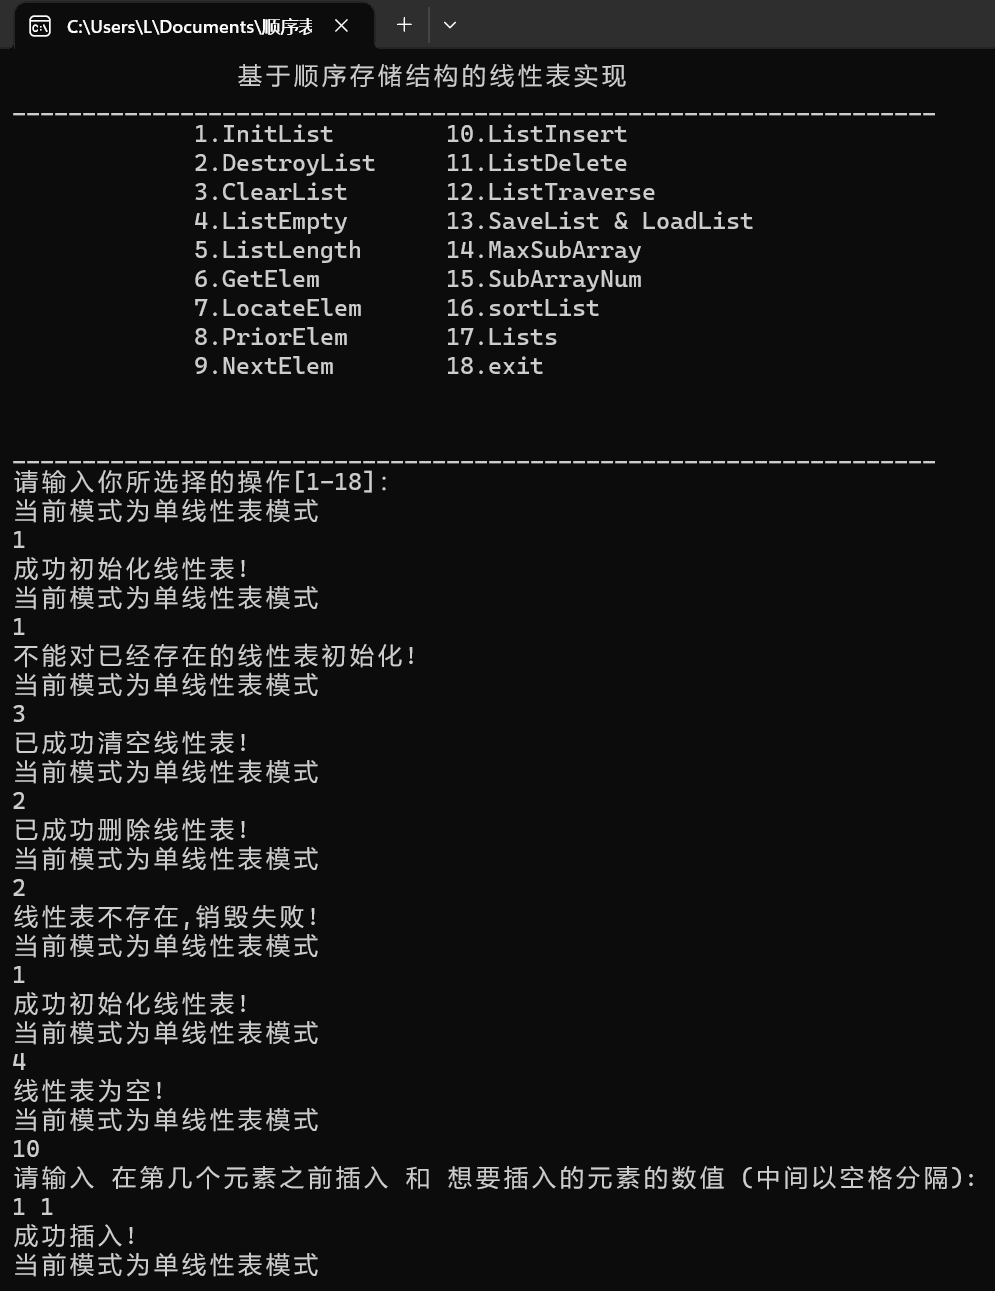 C:\Users\L\Documents\顺序表
基于顺序存储结构的线性表实现
1.InitList 10.ListInsert
2.DestroyList 11.ListDelete
3.ClearList 12.ListTraverse
4.ListEmpty 13.SaveList & LoadList
5.ListLength 14.MaxSubArray
6.GetElem 15.SubArrayNum
7.LocateElem 16.sortList
8.PriorElem 17.Lists
9.NextElem 18.exit
请输入你所选择的操作[1-18]:
当前模式为单线性表模式
1
成功初始化线性表!
当前模式为单线性表模式
1
不能对已经存在的线性表初始化!
当前模式为单线性表模式
3
已成功清空线性表!
当前模式为单线性表模式
2
已成功删除线性表!
当前模式为单线性表模式
2
线性表不存在,销毁失败!
当前模式为单线性表模式
1
成功初始化线性表!
当前模式为单线性表模式
4
线性表为空!
当前模式为单线性表模式
10
请输入 在第几个元素之前插入 和 想要插入的元素的数值 (中间以空格分隔):
1 1
成功插入!
当前模式为单线性表模式